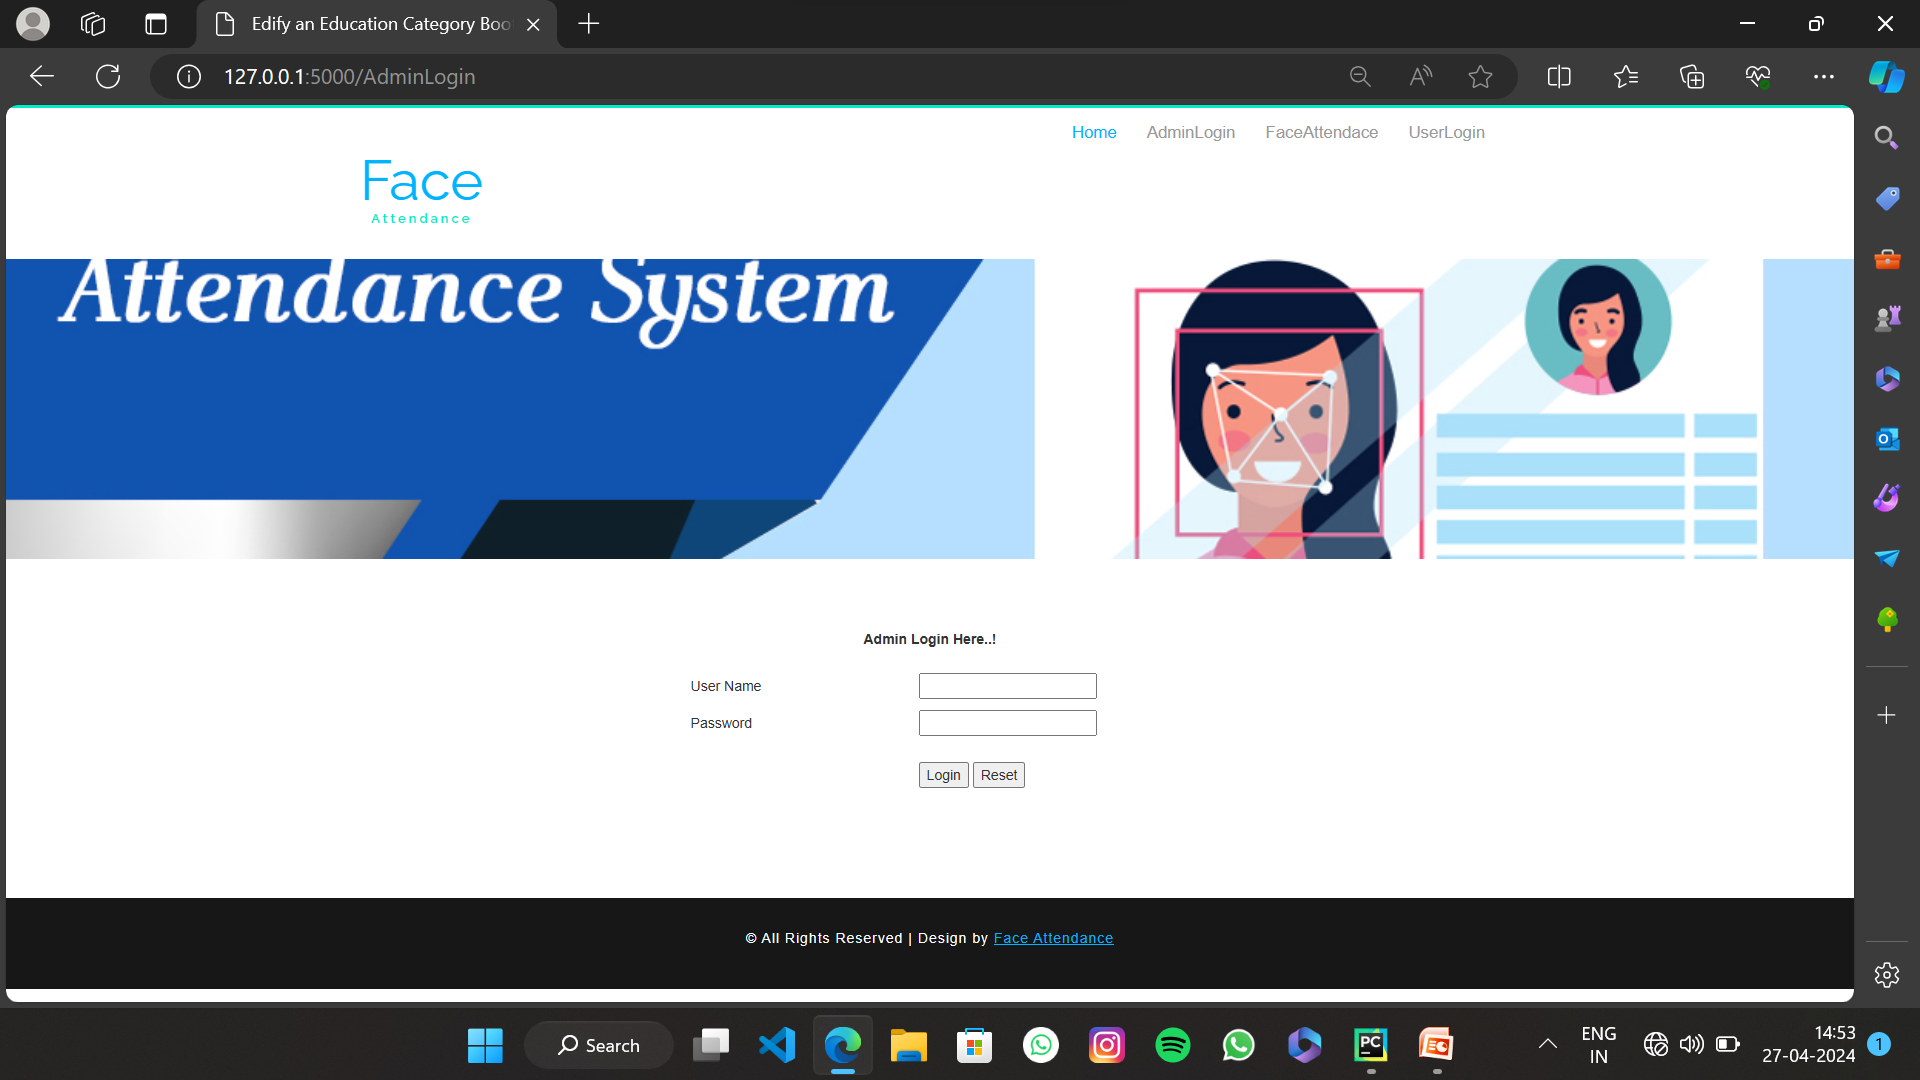 Edify an Education Category Boo
127.0.0.1:5000/AdminLogin
Home AdminLogin FaceAttendace UserLogin
Face
Attendance
Attendance System
Admin Login Here..!
User Name
Password
Login Reset
© All Rights Reserved | Design by Face Attendance
Search
PC
ENG
IN
14:53
27-04-2024
1